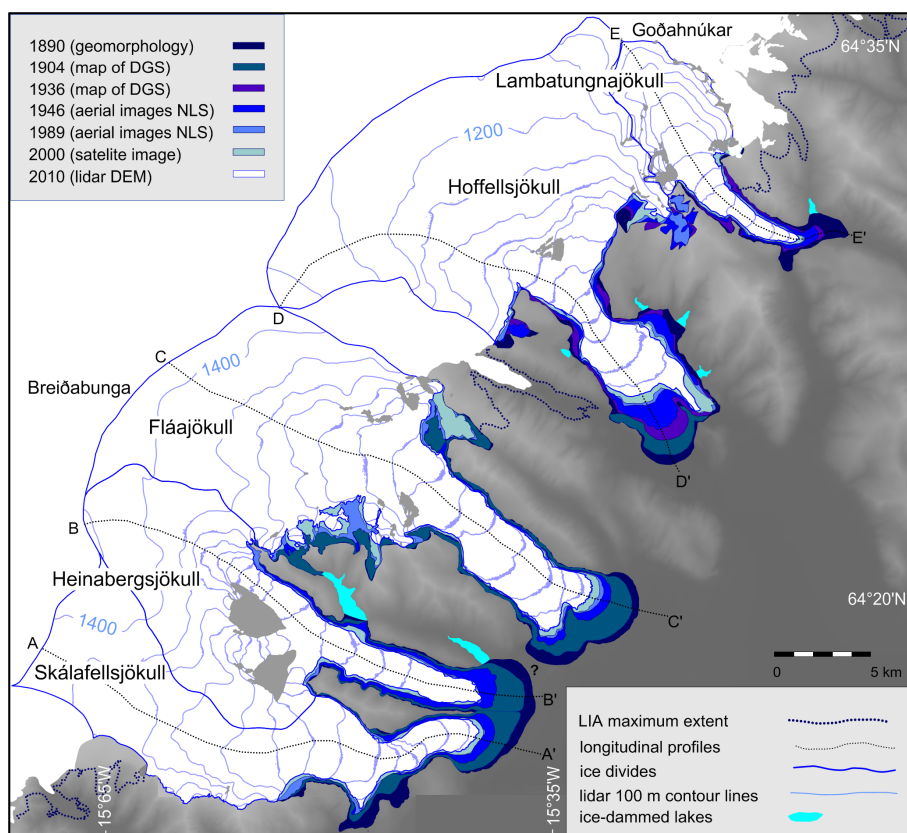 1890 (geomorphology)
1904 (map of DGS)
1936 (map of DGS)
1946 (aerial images NLS)
1989 (aerial images NLS)
2000 (satelite image)
2010 (lidar DEM)
E
Goðahnúkar
64°35'N
Lambatungnajökull
1200
Hoffellsjökull
E'
D
C
1400
Breiðabunga
Fláajökull
D'
B
Heinabergsjökull
64°20'N
1400
A
C'
Skálafellsjökull
?
0 5 km
B'
A'
15°65'W
15°35'W
LIA maximum extent
longitudinal profiles
ice divides
lidar 100 m contour lines
ice-dammed lakes